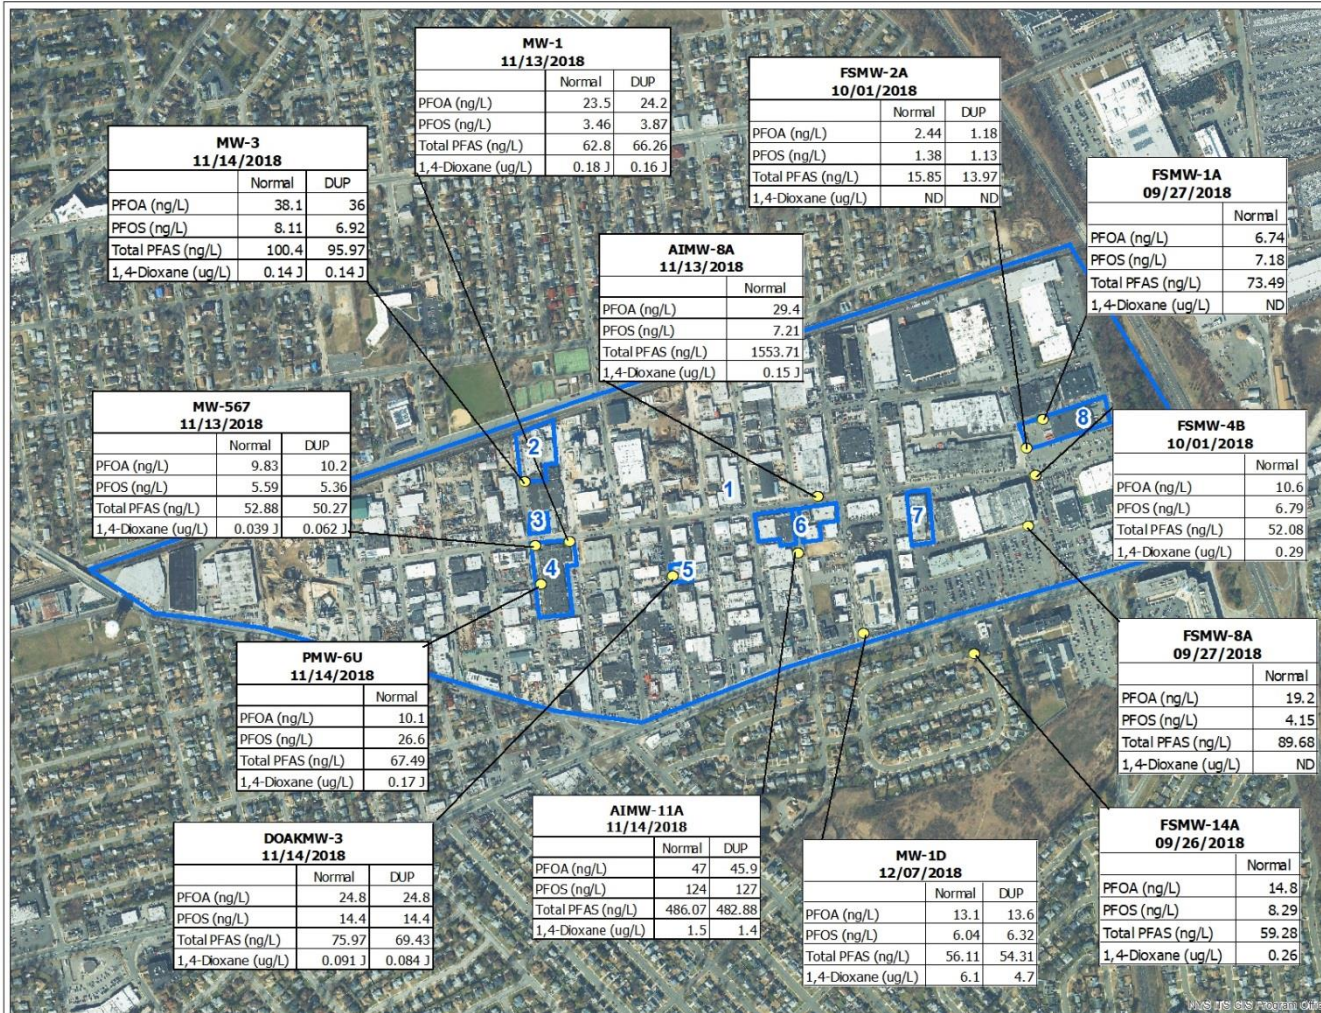 MW-1
11/13/2018
Normal DUP
PFOA (ng/L) 23.5 24.2
PFOS (ng/L) 3.46 3.87
Total PFAS (ng/L) 62.8 66.26
1,4-Dioxane (ug/L) 0.18 J 0.16 J
FSMW-2A
10/01/2018
Normal DUP
PFOA (ng/L) 2.44 1.18
PFOS (ng/L) 1.38 1.13
Total PFAS (ng/L) 15.85 13.97
1,4-Dioxane (ug/L) ND ND
MW-3
11/14/2018
Normal DUP
PFOA (ng/L) 38.1 36
PFOS (ng/L) 8.11 6.92
Total PFAS (ng/L) 100.4 95.97
1,4-Dioxane (ug/L) 0.14 J 0.14 J
FSMW-1A
09/27/2018
Normal
PFOA (ng/L) 6.74
PFOS (ng/L) 7.18
Total PFAS (ng/L) 73.49
1,4-Dioxane (ug/L) ND
AIMW-8A
11/13/2018
Normal
PFOA (ng/L) 29.4
PFOS (ng/L) 7.21
Total PFAS (ng/L) 1553.71
1,4-Dioxane (ug/L) 0.15 J
MW-567
11/13/2018
Normal DUP
PFOA (ng/L) 9.83 10.2
PFOS (ng/L) 5.59 5.36
Total PFAS (ng/L) 52.88 50.27
1,4-Dioxane (ug/L) 0.039 J 0.062 J
2
3
4
5
1
6
7
8
FSMW-4B
10/01/2018
Normal
PFOA (ng/L) 10.6
PFOS (ng/L) 6.79
Total PFAS (ng/L) 52.08
1,4-Dioxane (ug/L) 0.29
PMW-6U
11/14/2018
Normal
PFOA (ng/L) 10.1
PFOS (ng/L) 26.6
Total PFAS (ng/L) 67.49
1,4-Dioxane (ug/L) 0.17 J
FSMW-8A
09/27/2018
Normal
PFOA (ng/L) 19.2
PFOS (ng/L) 4.15
Total PFAS (ng/L) 89.68
1,4-Dioxane (ug/L) ND
DOAKMW-3
11/14/2018
Normal DUP
PFOA (ng/L) 24.8 24.8
PFOS (ng/L) 14.4 14.4
Total PFAS (ng/L) 75.97 69.43
1,4-Dioxane (ug/L) 0.091 J 0.084 J
AIMW-11A
11/14/2018
Normal DUP
PFOA (ng/L) 47 45.9
PFOS (ng/L) 124 127
Total PFAS (ng/L) 486.07 482.88
1,4-Dioxane (ug/L) 1.5 1.4
MW-1D
12/07/2018
Normal DUP
PFOA (ng/L) 13.1 13.6
PFOS (ng/L) 6.04 6.32
Total PFAS (ng/L) 56.11 54.31
1,4-Dioxane (ug/L) 6.1 4.7
FSMW-14A
09/26/2018
Normal
PFOA (ng/L) 14.8
PFOS (ng/L) 8.29
Total PFAS (ng/L) 59.28
1,4-Dioxane (ug/L) 0.26
GIS Program